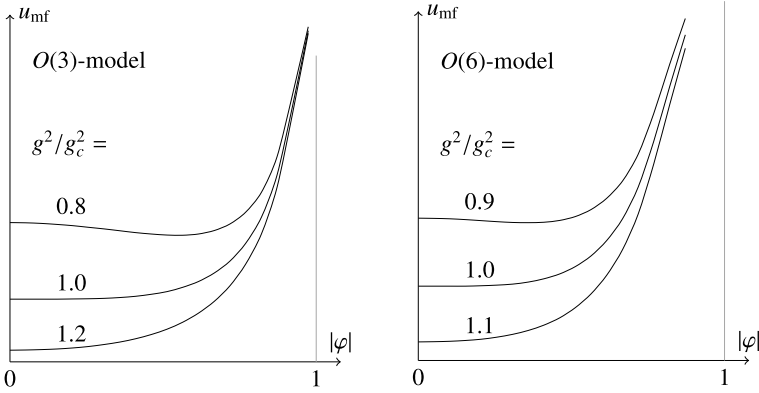 u_mf
O(3)-model
g²/g_c² =
0.8
1.0
1.2
|φ|
0
1
u_mf
O(6)-model
g²/g_c² =
0.9
1.0
1.1
|φ|
0
1